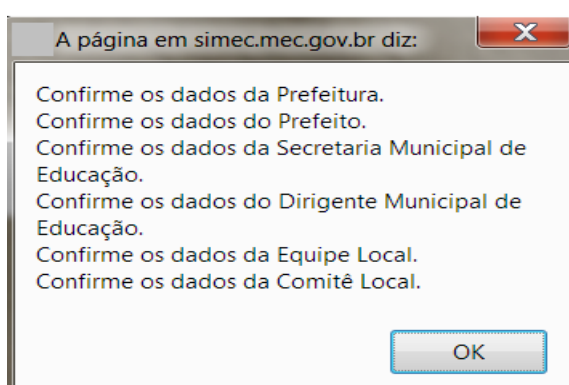 A página em simec.mec.gov.br diz:
X
Confirme os dados da Prefeitura.
Confirme os dados do Prefeito.
Confirme os dados da Secretaria Municipal de
Educação.
Confirme os dados do Dirigente Municipal de
Educação.
Confirme os dados da Equipe Local.
Confirme os dados da Comitê Local.
OK